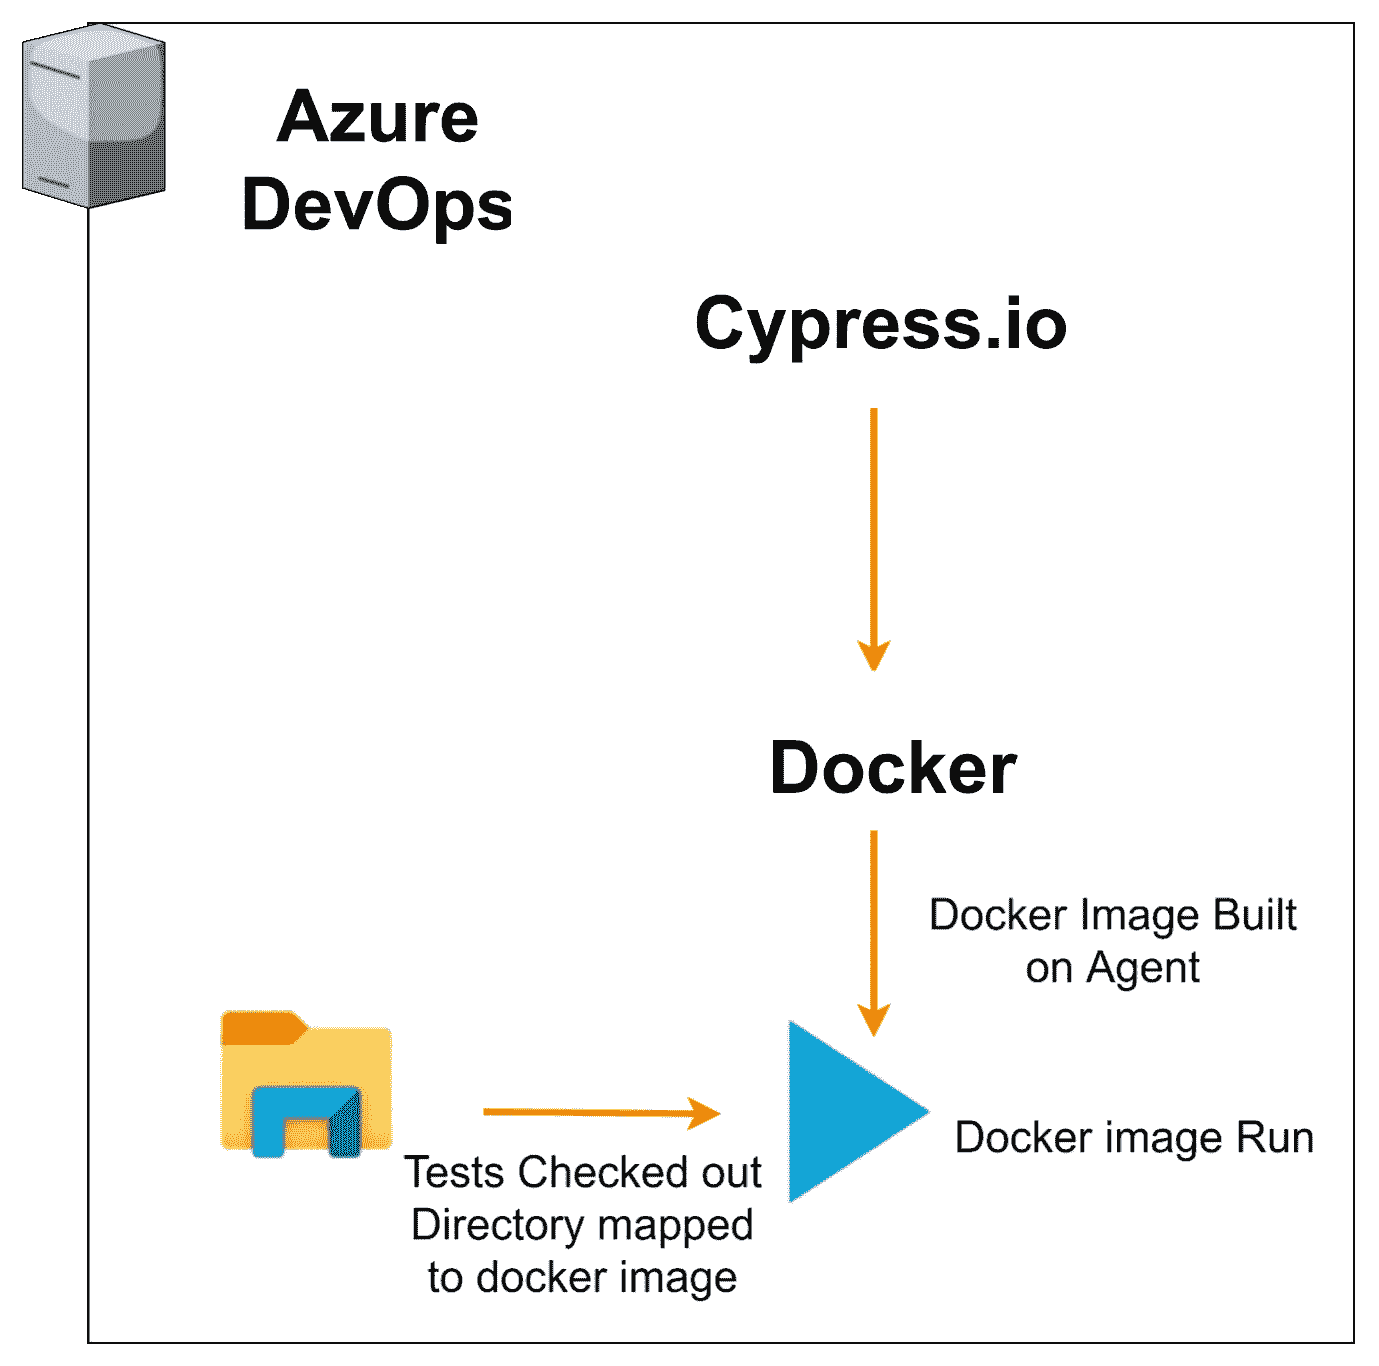 Azure
DevOps
Cypress.io
Docker
Docker Image Built
on Agent
Docker image Run
Tests Checked out
Directory mapped
to docker image